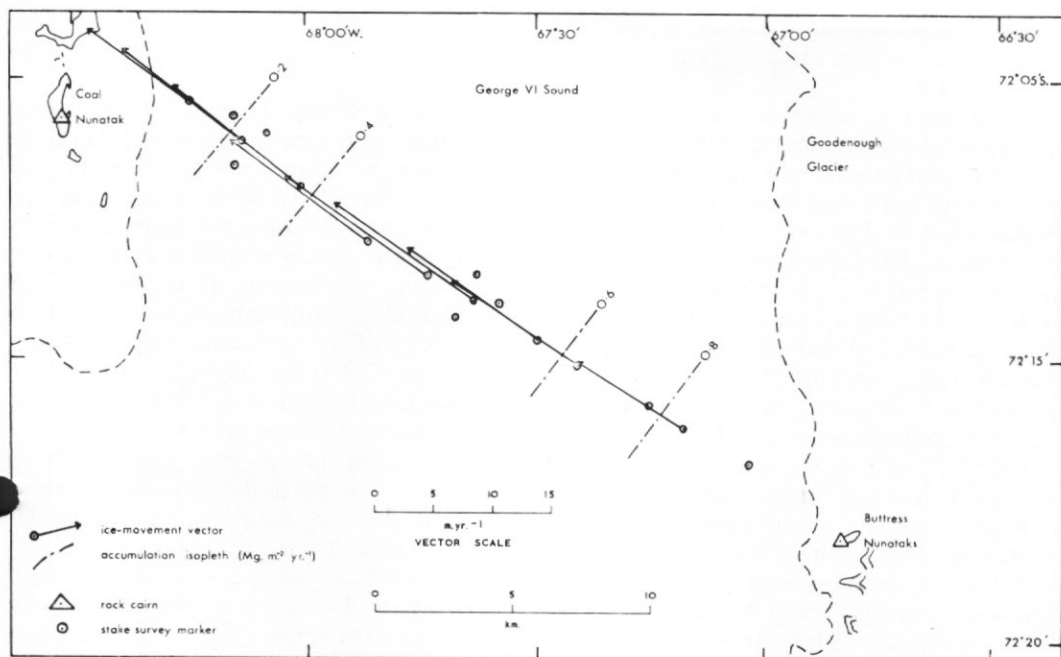 68°00'W.
67°30'
67°00'
66°30'
72°05'S.
George VI Sound
Coal
Nunatak
Goodenough
Glacier
0·2
0·4
0·6
0·8
72°15'
0 5 10 15
m.yr.⁻¹
VECTOR SCALE
ice-movement vector
accumulation isopleth (Mg. m⁻² yr.⁻¹)
rock cairn
stake survey marker
0 5 10
km.
Buttress
Nunataks
72°20'